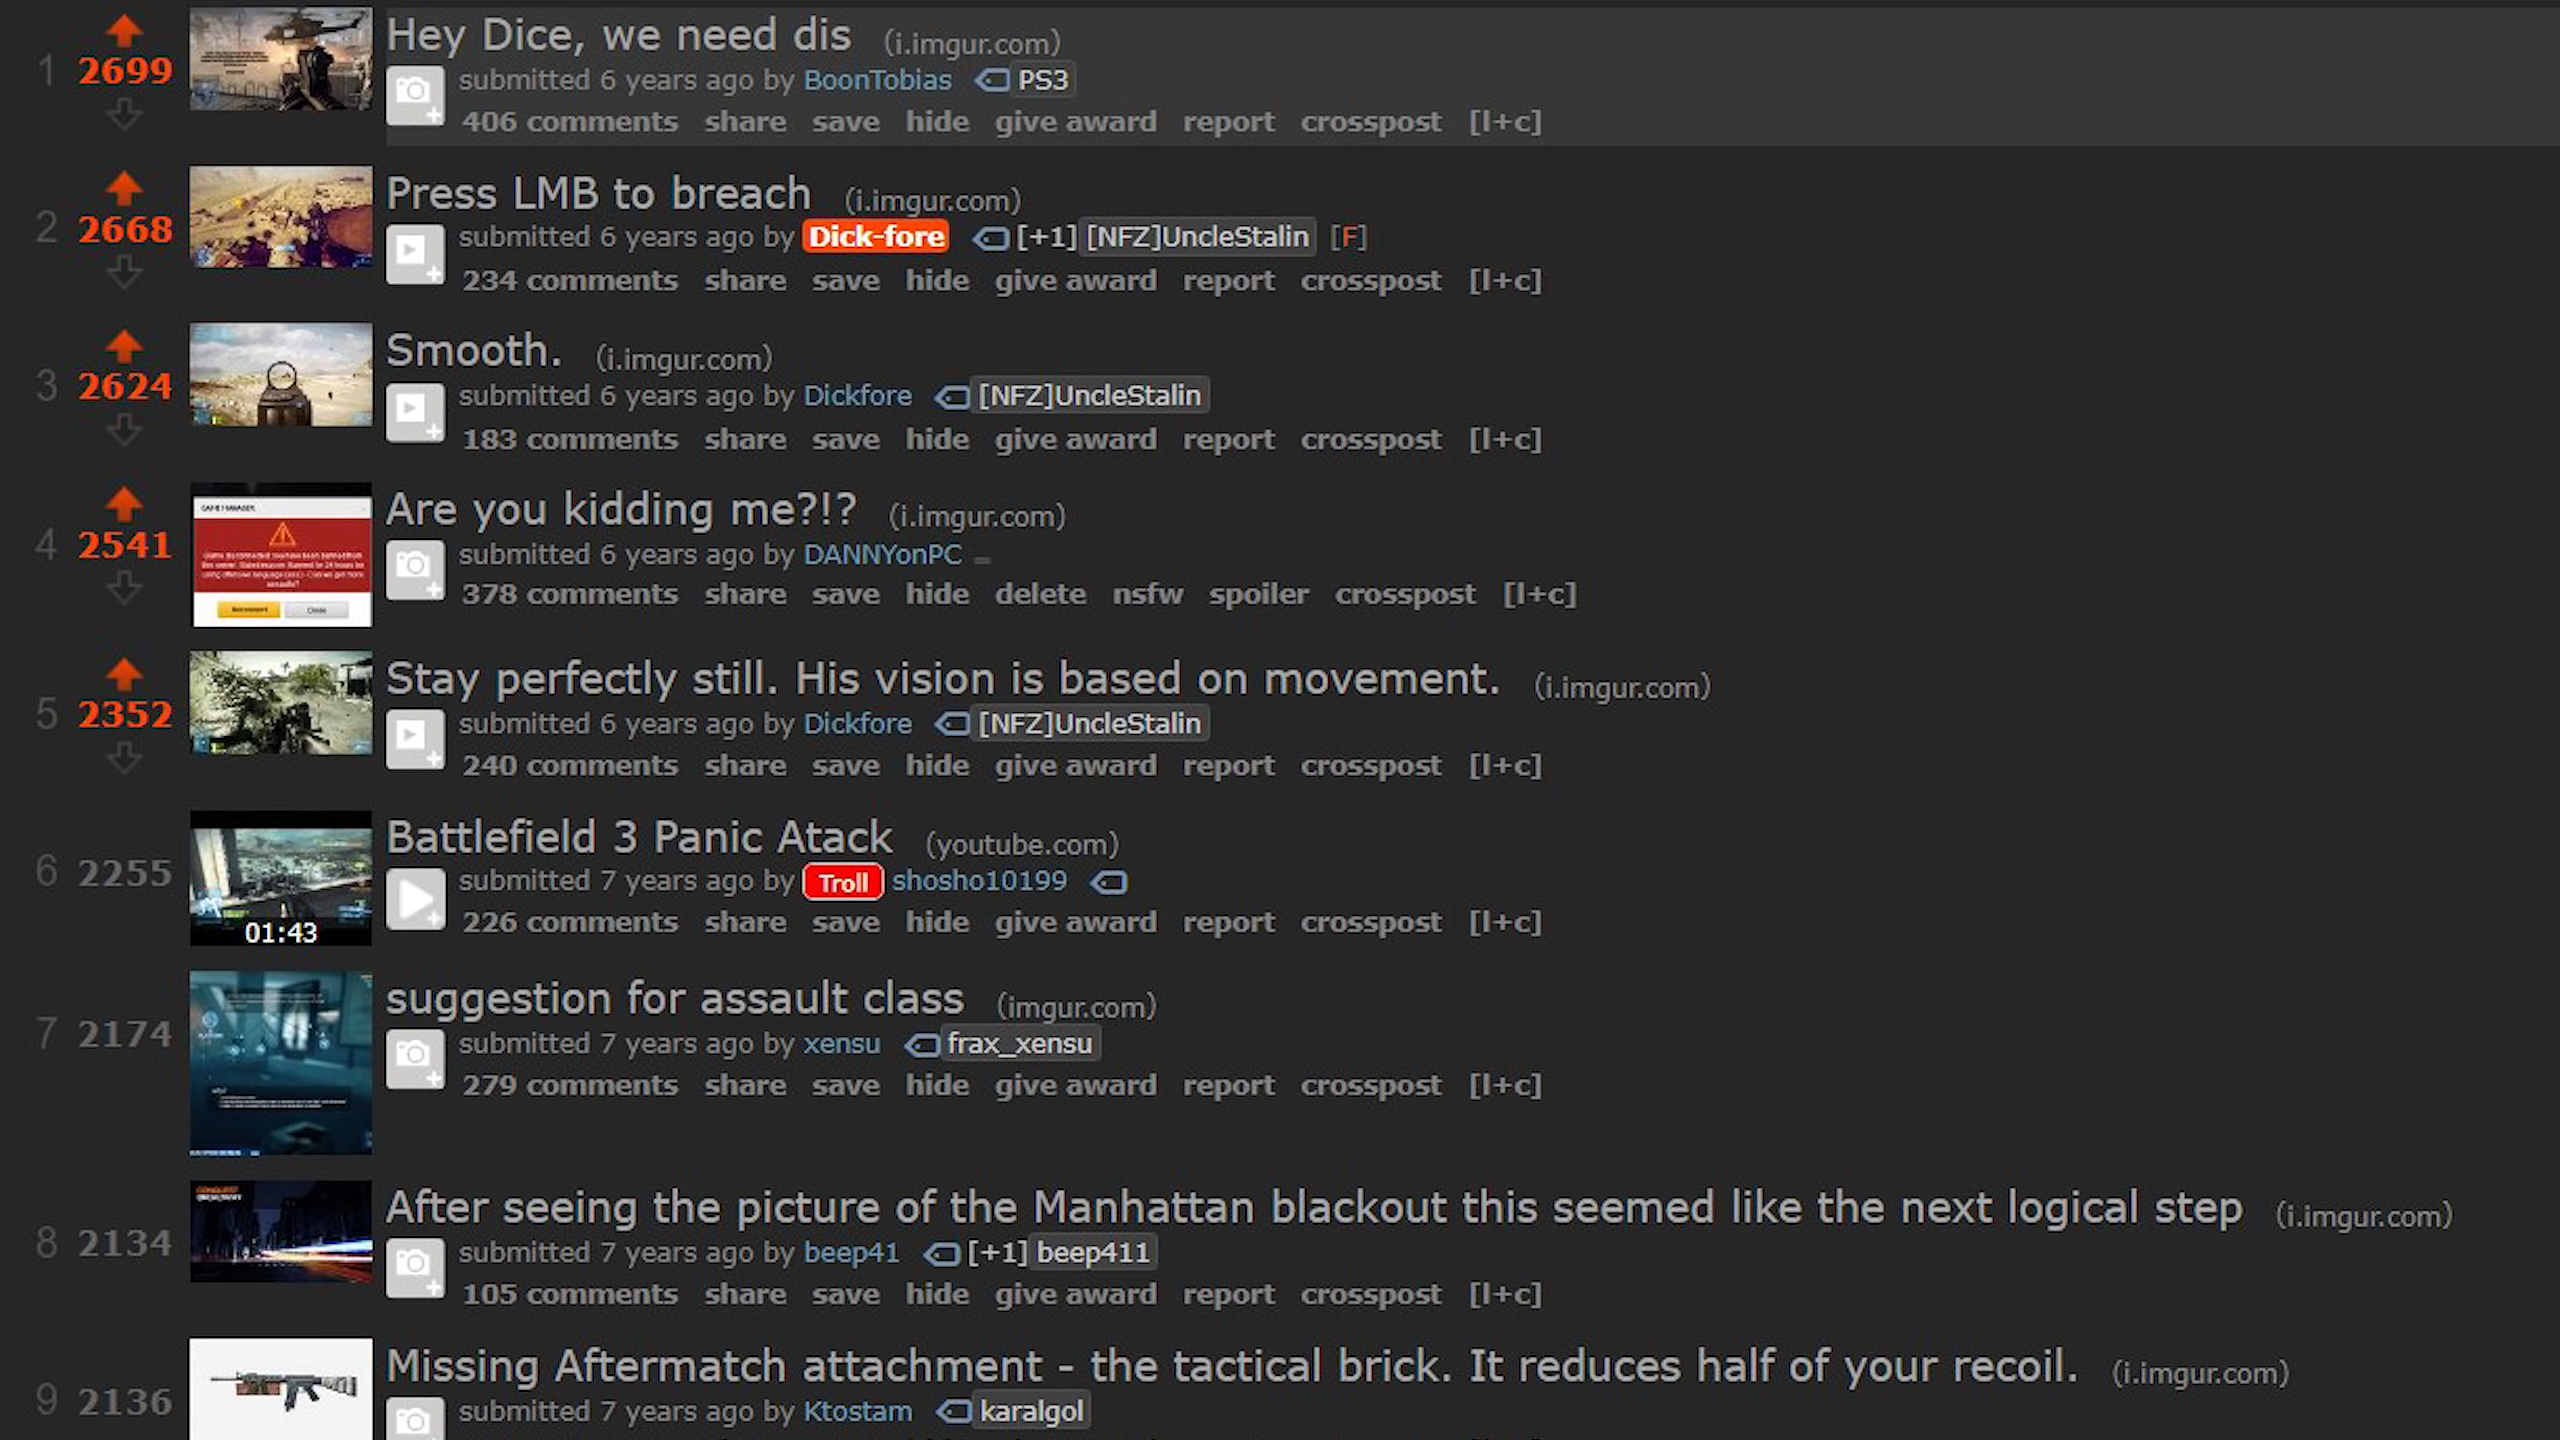 1
2699
Hey Dice, we need dis (i.imgur.com)
submitted 6 years ago by BoonTobias PS3
406 comments share save hide give award report crosspost [l+c]
2
2668
Press LMB to breach (i.imgur.com)
submitted 6 years ago by Dick-fore [+1] [NFZ]UncleStalin [F]
234 comments share save hide give award report crosspost [l+c]
3
2624
Smooth. (i.imgur.com)
submitted 6 years ago by Dickfore [NFZ]UncleStalin
183 comments share save hide give award report crosspost [l+c]
4
2541
GAME MANAGER
Are you kidding me?!? (i.imgur.com)
submitted 6 years ago by DANNYonPC
378 comments share save hide delete nsfw spoiler crosspost [l+c]
5
2352
Stay perfectly still. His vision is based on movement. (i.imgur.com)
submitted 6 years ago by Dickfore [NFZ]UncleStalin
240 comments share save hide give award report crosspost [l+c]
6
2255
01:43
Battlefield 3 Panic Atack (youtube.com)
submitted 7 years ago by Troll shosho10199
226 comments share save hide give award report crosspost [l+c]
7
2174
suggestion for assault class (imgur.com)
submitted 7 years ago by xensu frax_xensu
279 comments share save hide give award report crosspost [l+c]
8
2134
After seeing the picture of the Manhattan blackout this seemed like the next logical step (i.imgur.com)
submitted 7 years ago by beep41 [+1] beep411
105 comments share save hide give award report crosspost [l+c]
9
2136
Missing Aftermatch attachment - the tactical brick. It reduces half of your recoil. (i.imgur.com)
submitted 7 years ago by Ktostam karalgol